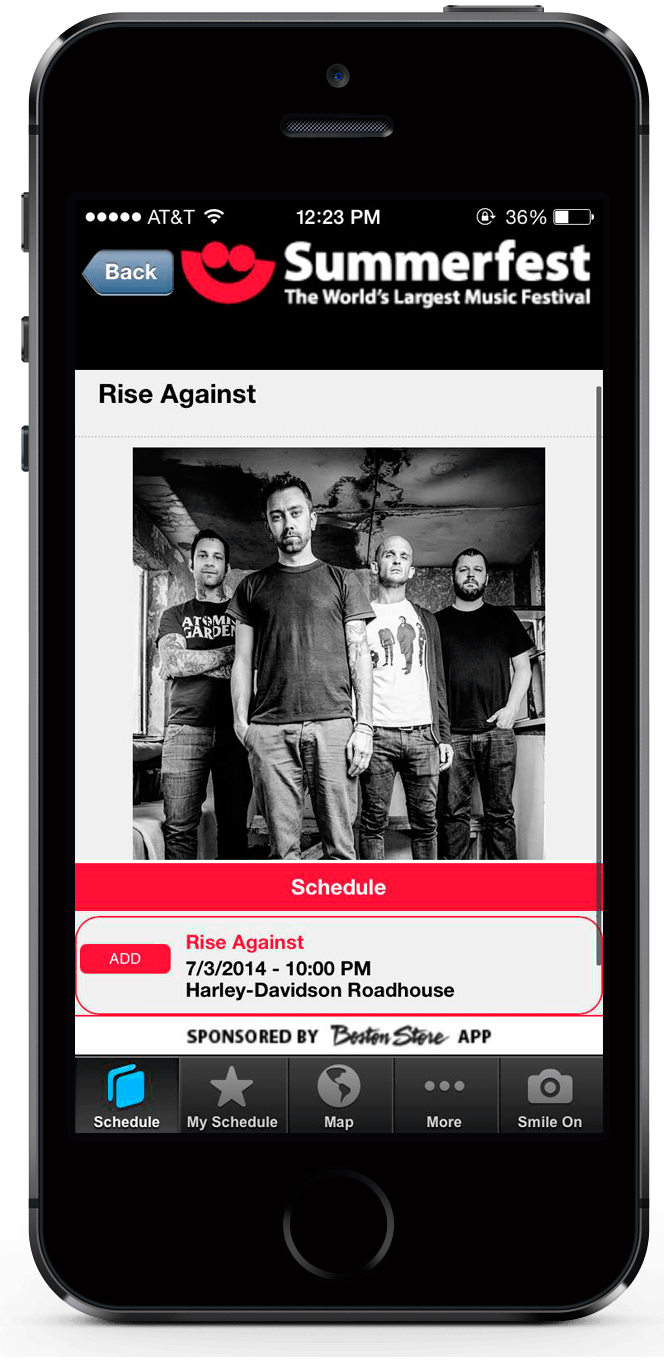 ●●●●● AT&T 12:23 PM 36%
Back
Summerfest
The World's Largest Music Festival
Rise Against
ATOMIC
GARDEN
Schedule
ADD
Rise Against
7/3/2014 - 10:00 PM
Harley-Davidson Roadhouse
SPONSORED BY Boston Store APP
Schedule
My Schedule
Map
More
Smile On